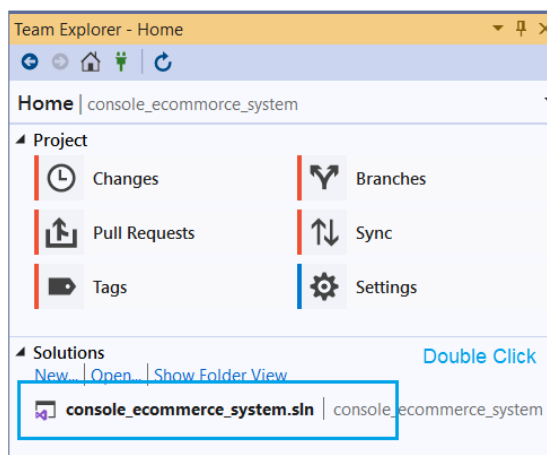 Team Explorer - Home
Home | console_ecommorce_system
Project
Changes
Branches
Pull Requests
Sync
Tags
Settings
Solutions
Double Click
New... | Open... | Show Folder View
console_ecommerce_system.sln | console_ecommerce_system